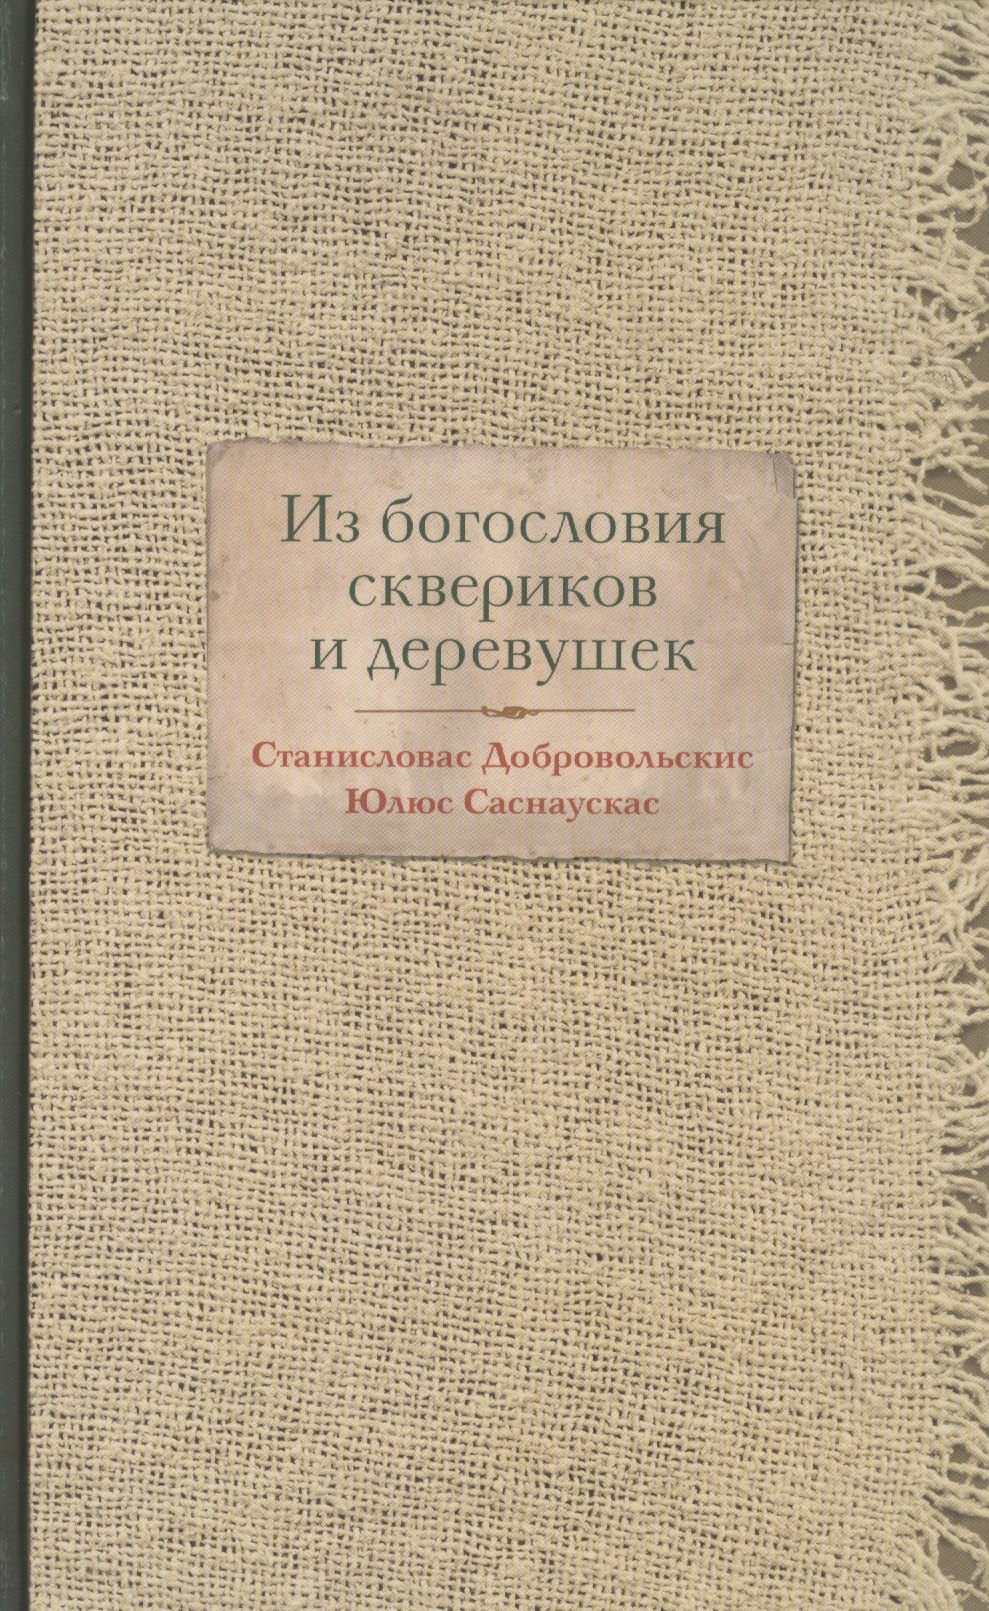 Из богословия
сквериков
и деревушек
Станисловас Добровольскис
Юлюс Саснаускас